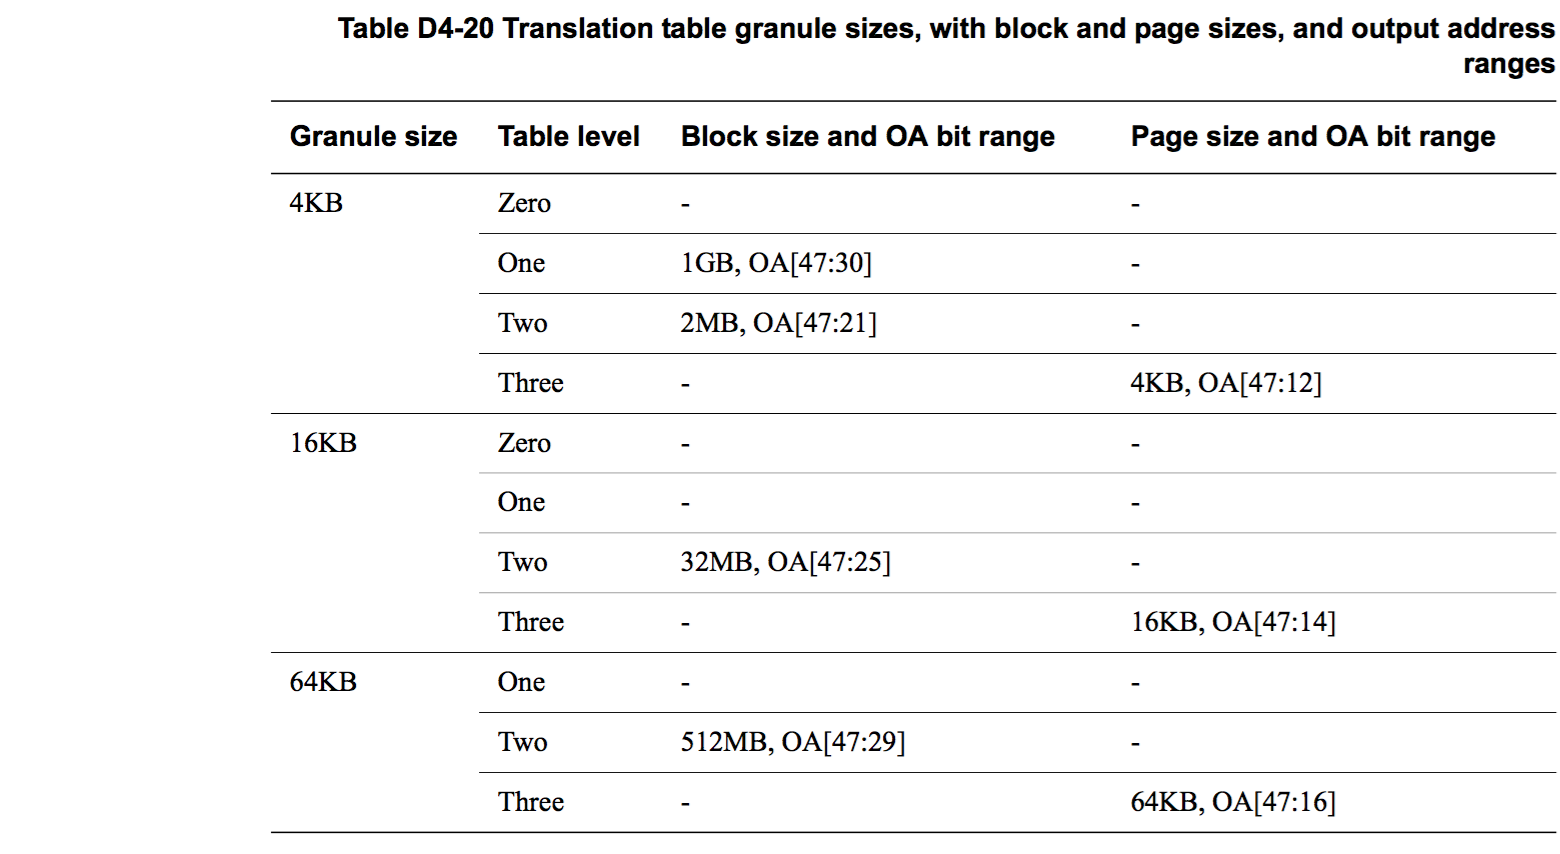 Table D4-20 Translation table granule sizes, with block and page sizes, and output address
ranges
Granule size Table level Block size and OA bit range Page size and OA bit range
4KB Zero - -
One 1GB, OA[47:30] -
Two 2MB, OA[47:21] -
Three - 4KB, OA[47:12]
16KB Zero - -
One - -
Two 32MB, OA[47:25] -
Three - 16KB, OA[47:14]
64KB One - -
Two 512MB, OA[47:29] -
Three - 64KB, OA[47:16]